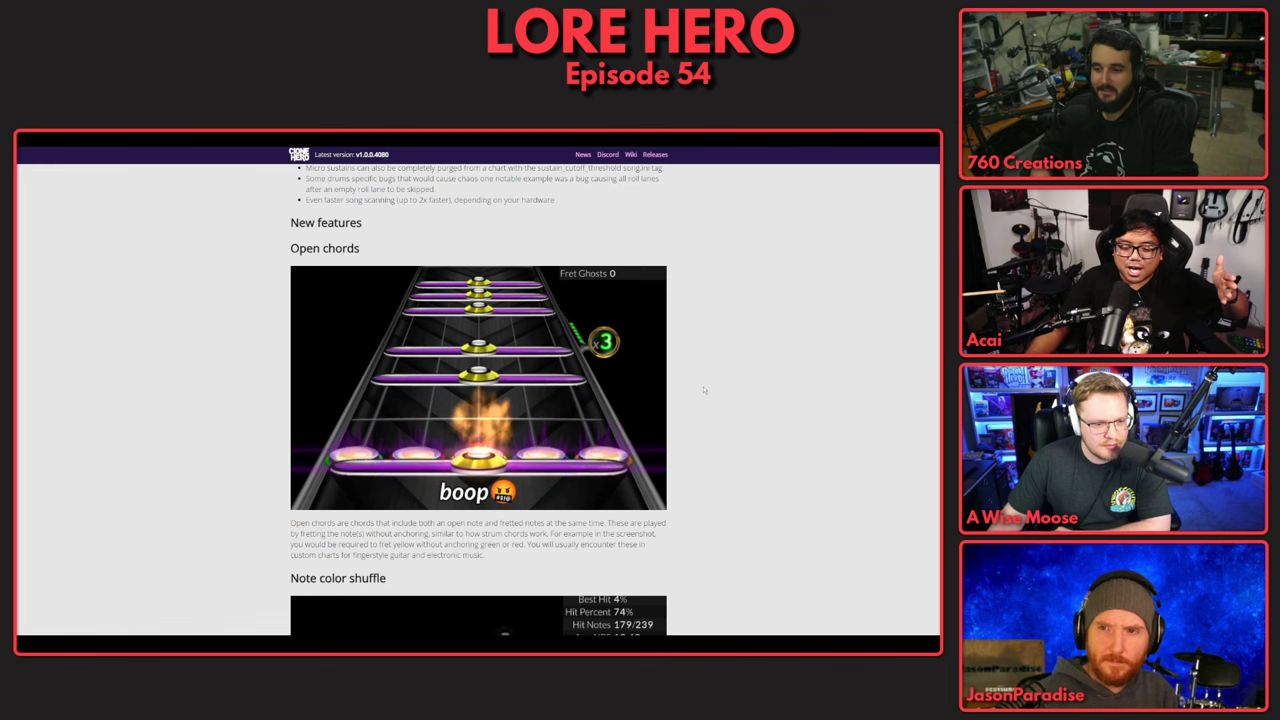 LORE HERO
Episode 54
CLONE HERO
Latest version: v1.0.0.4080
News Discord Wiki Releases
Micro sustains can also be completely purged from a chart with the sustain_cutoff_threshold song.ini tag.
Some drums specific bugs that would cause chaos one notable example was a bug causing all roll lanes
after an empty roll lane to be skipped.
Even faster song scanning (up to 2x faster), depending on your hardware
New features
Open chords
Fret Ghosts 0
x3
boop
Open chords are chords that include both an open note and fretted notes at the same time. These are played
by fretting the note(s) without anchoring, similar to how strum chords work. For example in the screenshot,
you would be required to fret yellow without anchoring green or red. You will usually encounter these in
custom charts for fingerstyle guitar and electronic music.
Note color shuffle
Best Hit 4%
Hit Percent 74%
Hit Notes 179/239
760 Creations
Acai
A Wise Moose
JasonParadise